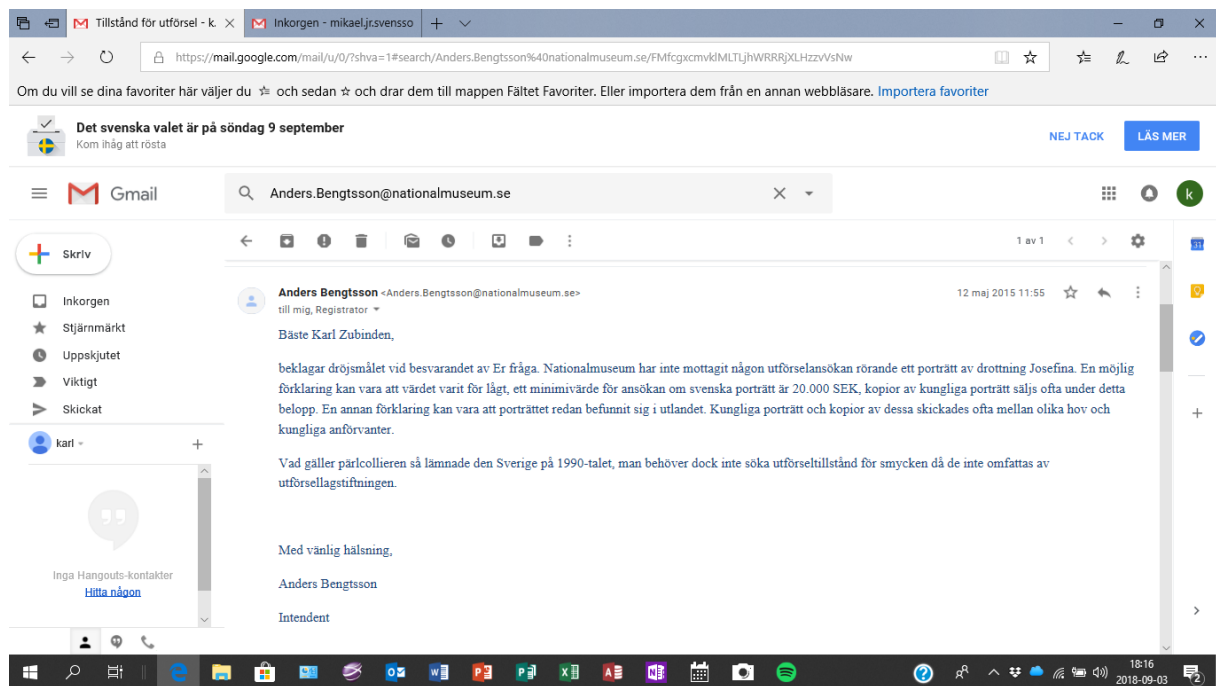 Tillstånd för utförsel - k.
Inkorgen - mikael.jr.svensso
https://mail.google.com/mail/u/0/?shva=1#search/Anders.Bengtsson%40nationalmuseum.se/FMfcgxcmvkldMLTLjhWRRRjXLHzzvVsNw
Om du vill se dina favoriter här väljer du och sedan och drar dem till mappen Fältet Favoriter. Eller importera dem från en annan webbläsare. Importera favoriter
Det svenska valet är på söndag 9 september
Kom ihåg att rösta
NEJ TACK
LÄS MER
Gmail
Anders.Bengtsson@nationalmuseum.se
k
Skriv
1 av 1
31
Inkorgen
Stjärnmärkt
Uppskjutet
Viktigt
Skickat
karl
Inga Hangouts-kontakter
Hitta någon
Anders Bengtsson <Anders.Bengtsson@nationalmuseum.se>
12 maj 2015 11:55
till mig, Registrator
Bäste Karl Zubinden,
beklagar dröjsmålet vid besvarandet av Er fråga. Nationalmuseum har inte mottagit någon utförselansökan rörande ett porträtt av drottning Josefina. En möjlig
förklaring kan vara att värdet varit för lågt, ett minimivärde för ansökan om svenska porträtt är 20.000 SEK, kopior av kungliga porträtt säljs ofta under detta
belopp. En annan förklaring kan vara att porträttet redan befunnit sig i utlandet. Kungliga porträtt och kopior av dessa skickades ofta mellan olika hov och
kungliga anförvanter.
Vad gäller pärlcollieren så lämnade den Sverige på 1990-talet, man behöver dock inte söka utförseltillstånd för smycken då de inte omfattas av
utförsellagstiftningen.
Med vänlig hälsning,
Anders Bengtsson
Intendent
18:16
2018-09-03
2